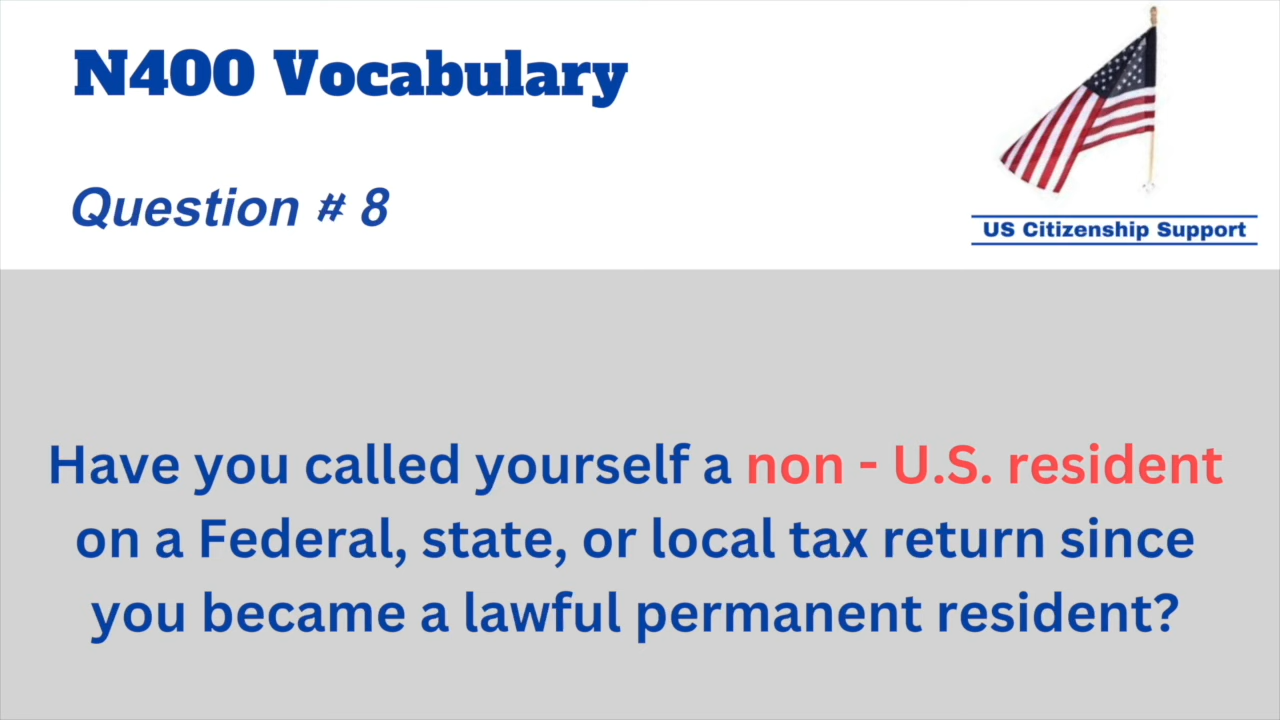 N400 Vocabulary
Question # 8
US Citizenship Support
Have you called yourself a non - U.S. resident
on a Federal, state, or local tax return since
you became a lawful permanent resident?